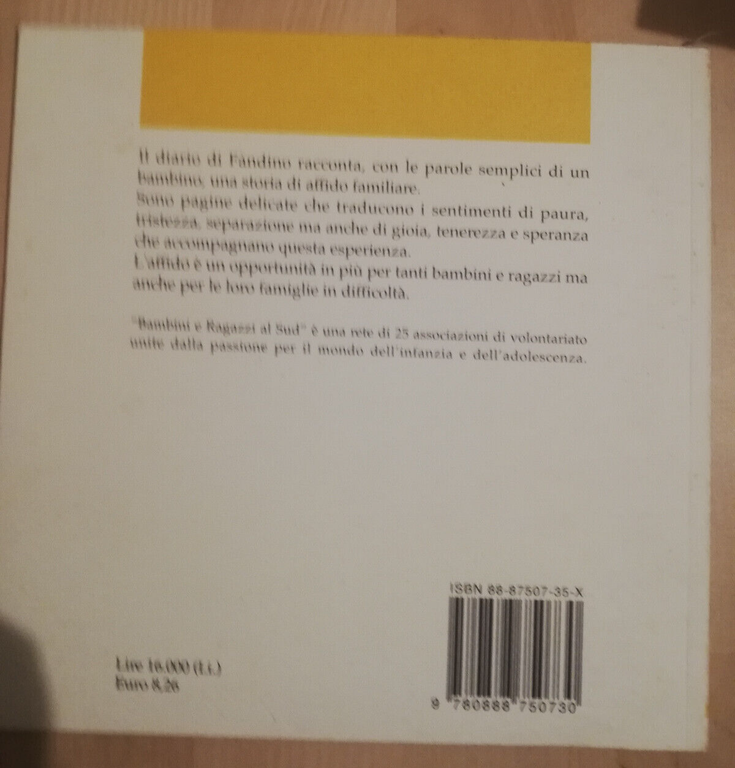 Il diario di Fandino racconta, con le parole semplici di un
bambino, una storia di affido familiare.
Sono pagine delicate che traducono i sentimenti di paura,
tristezza, separazione ma anche di gioia, tenerezza e speranza
che accompagnano questa esperienza.
L'affido è un opportunità in più per tanti bambini e ragazzi ma
anche per le loro famiglie in difficoltà.
"Bambini e Ragazzi al Sud" è una rete di 25 associazioni di volontariato
unite dalla passione per il mondo dell'infanzia e dell'adolescenza.
ISBN 88-87507-35-X
9 780888 750730
Lire 16.000 (I.i.)
Euro 8,26